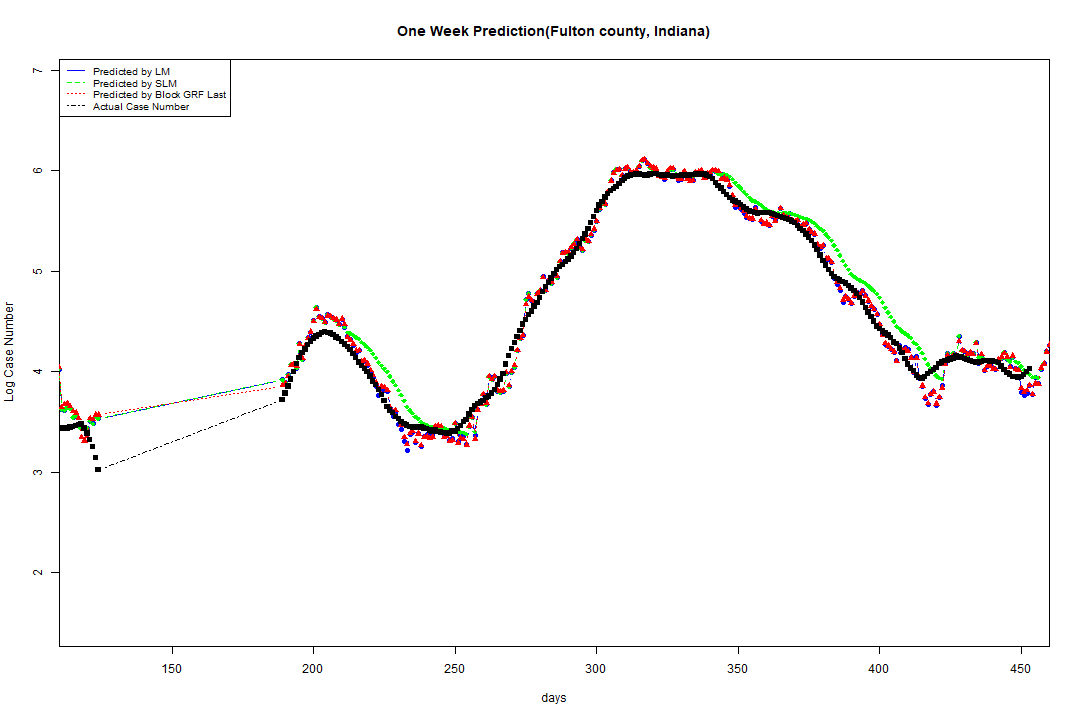 One Week Prediction(Fulton county, Indiana)
Predicted by LM
Predicted by SLM
Predicted by Block GRF Last
Actual Case Number
7
6
5
4
3
2
Log Case Number
150 200 250 300 350 400 450
days